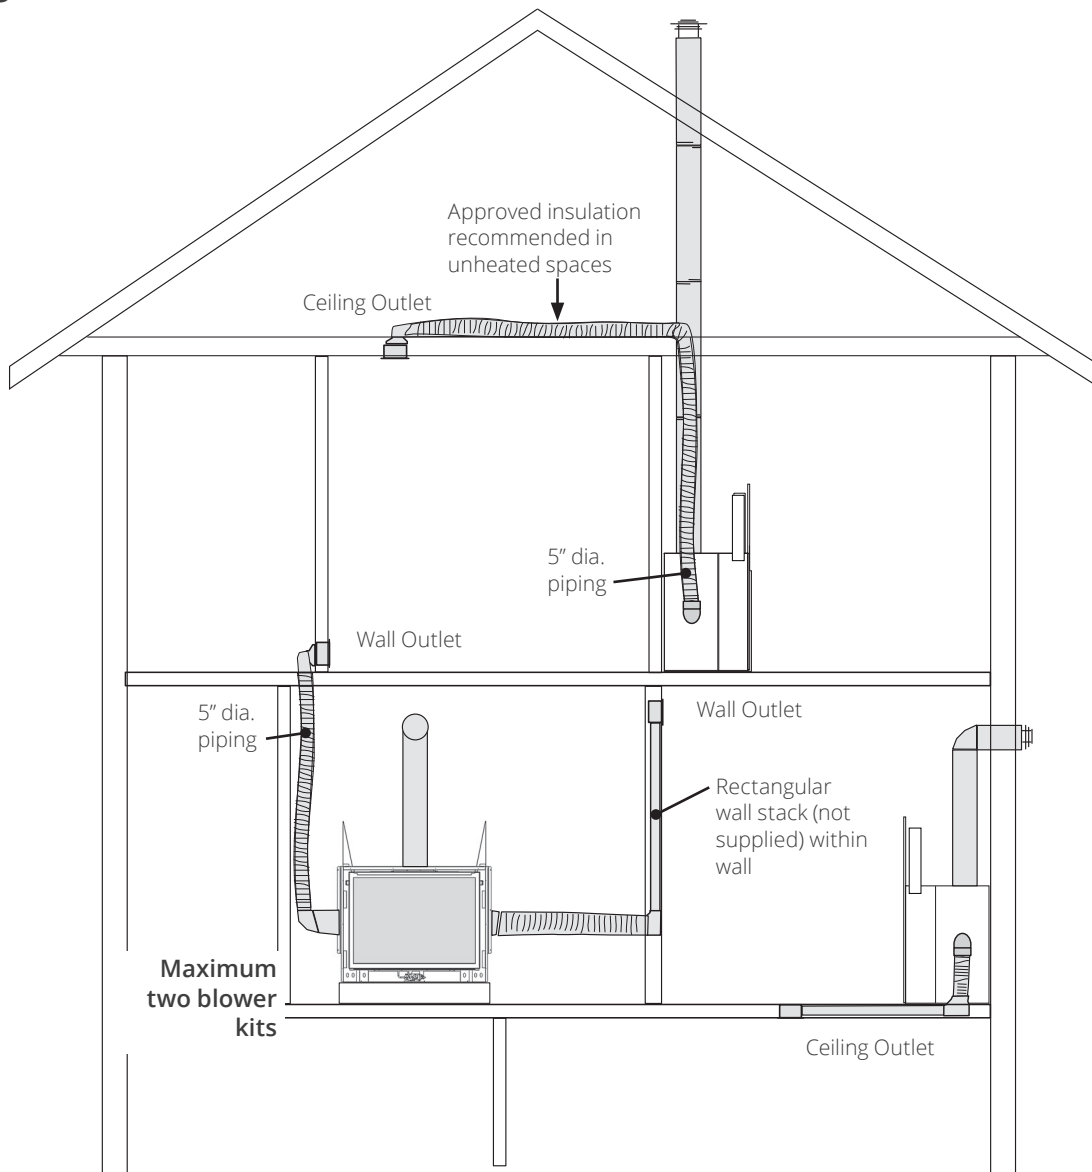 Approved insulation
recommended in
unheated spaces
Ceiling Outlet
5” dia.
piping
Wall Outlet
5” dia.
piping
Wall Outlet
Rectangular
wall stack (not
supplied) within
wall
Maximum
two blower
kits
Ceiling Outlet